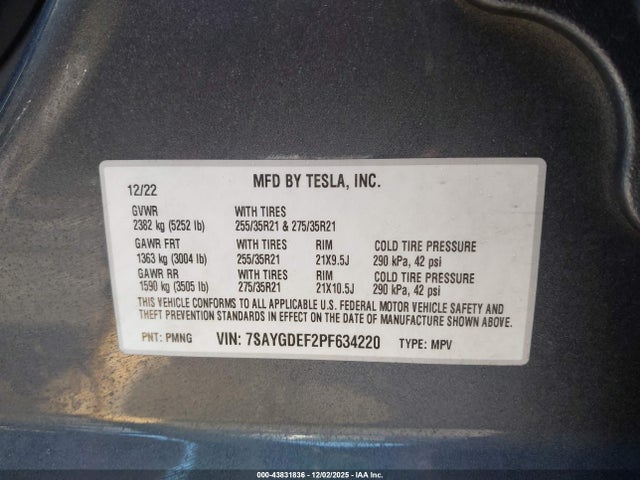 12/22 MFD BY TESLA, INC.
GVWR WITH TIRES
2382 kg (5252 lb) 255/35R21 & 275/35R21
GAWR FRT WITH TIRES RIM COLD TIRE PRESSURE
1363 kg (3004 lb) 255/35R21 21X9.5J 290 kPa, 42 psi
GAWR RR WITH TIRES RIM COLD TIRE PRESSURE
1590 kg (3505 lb) 275/35R21 21X10.5J 290 kPa, 42 psi
THIS VEHICLE CONFORMS TO ALL APPLICABLE U.S. FEDERAL MOTOR VEHICLE SAFETY AND
THEFT PREVENTION STANDARDS IN EFFECT ON THE DATE OF MANUFACTURE SHOWN ABOVE.
PNT: PMNG VIN: 7SAYGDEF2PF634220 TYPE: MPV
000-43831836 - 12/02/2025 - IAA Inc.